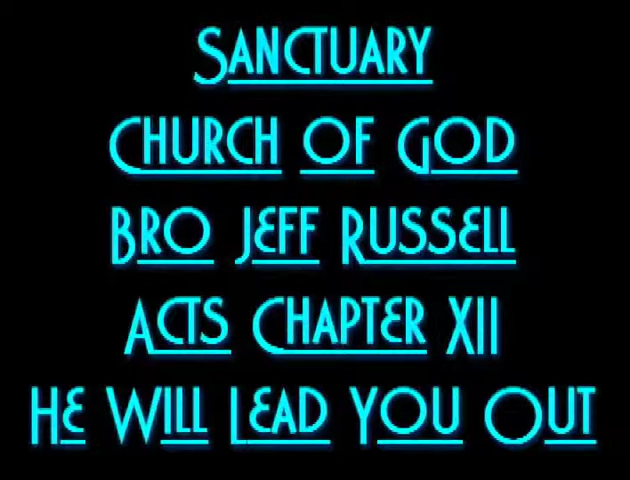 Sanctuary
Church of God
Bro Jeff Russell
Acts Chapter XII
He Will Lead You Out